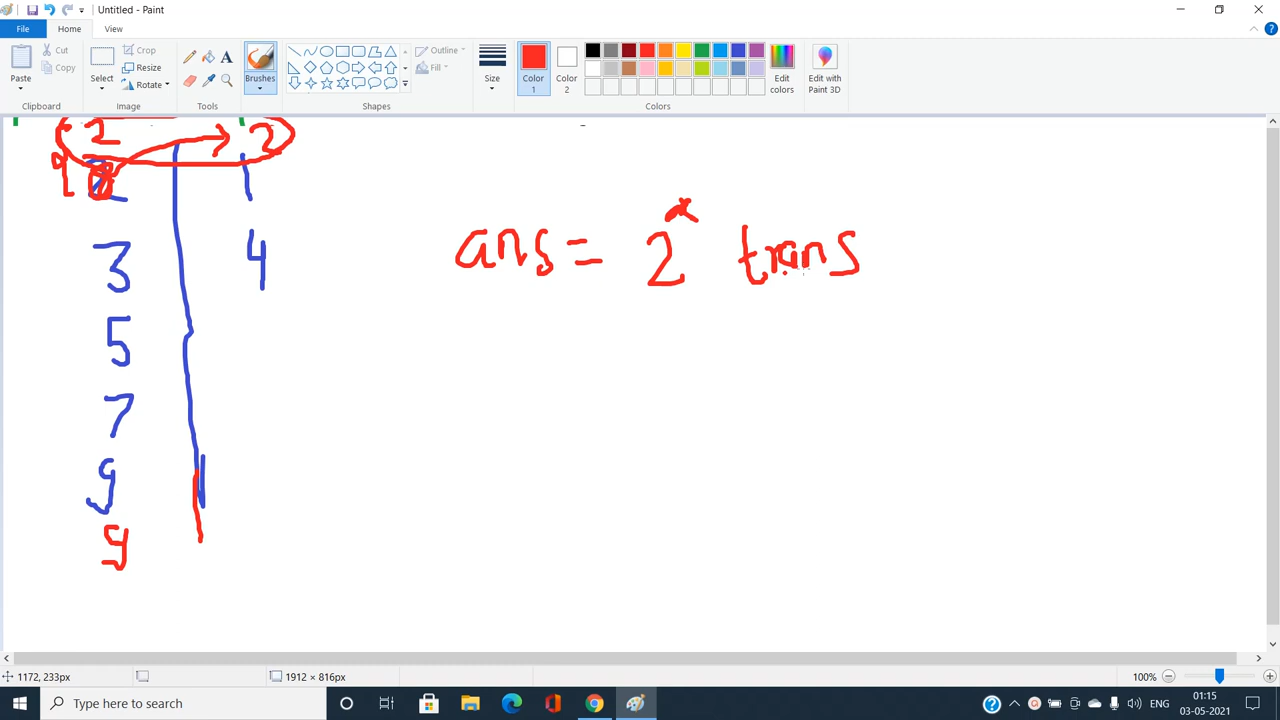 Untitled - Paint
File Home View
Paste Cut Copy Clipboard
Select Crop Resize Rotate Image
Tools
Brushes
Outline Fill Shapes
Size
Color 1 Color 2 Edit colors Colors
Edit with Paint 3D
2 2
8
3 4
5
7
9
9
ans = 2^x trans
1172, 233px 1912 × 816px 100%
Type here to search
ENG 01:15 03-05-2021